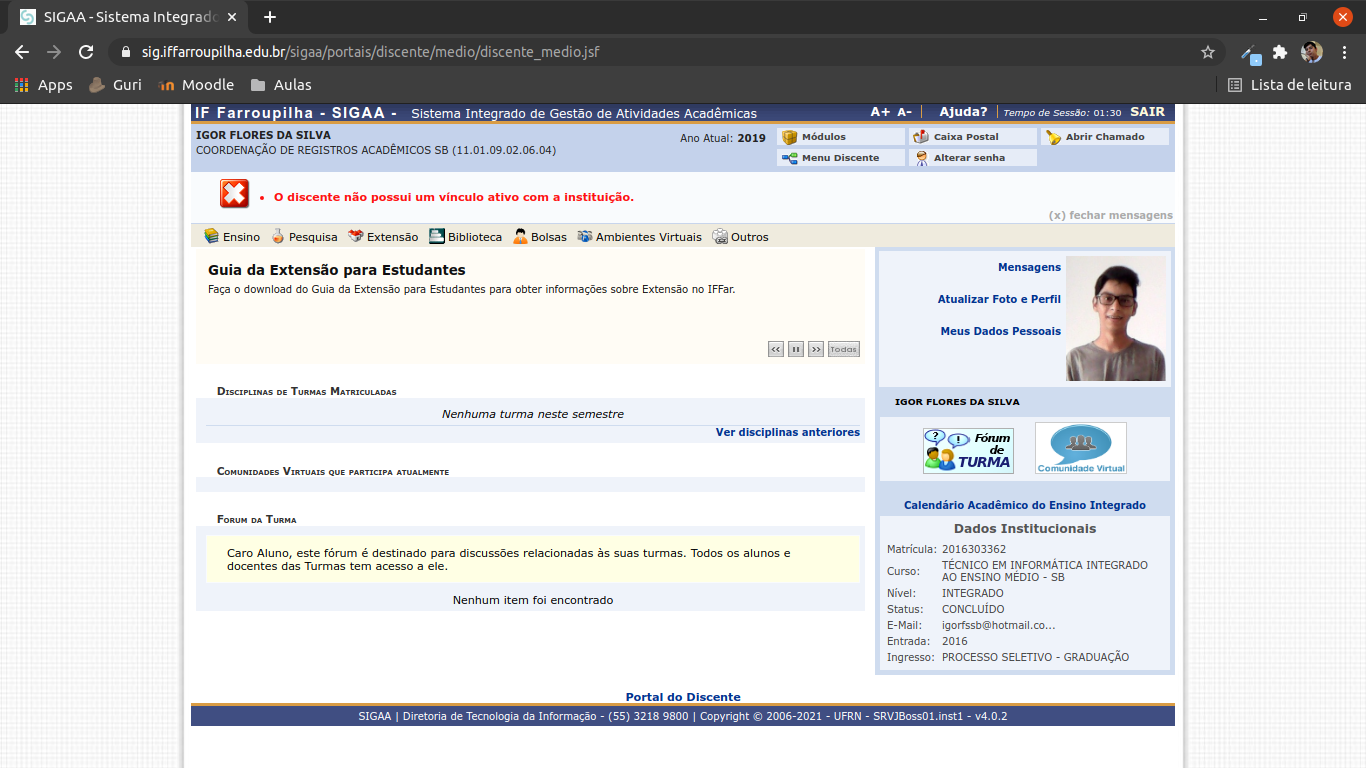 SIGAA - Sistema Integrado
sig.iffarroupilha.edu.br/sigaa/portais/discente/medio/discente_medio.jsf
Apps Guri Moodle Aulas Lista de leitura
IF Farroupilha - SIGAA - Sistema Integrado de Gestão de Atividades Acadêmicas A+ A- Ajuda? Tempo de Sessão: 01:30 SAIR
IGOR FLORES DA SILVA
COORDENAÇÃO DE REGISTROS ACADÊMICOS SB (11.01.09.02.06.04)
Ano Atual: 2019
Módulos Caixa Postal Abrir Chamado
Menu Discente Alterar senha
• O discente não possui um vínculo ativo com a instituição.
(x) fechar mensagens
Ensino Pesquisa Extensão Biblioteca Bolsas Ambientes Virtuais Outros
Guia da Extensão para Estudantes
Faça o download do Guia da Extensão para Estudantes para obter informações sobre Extensão no IFFar.
<< >> Todas
Disciplinas de Turmas Matriculadas
Nenhuma turma neste semestre
Ver disciplinas anteriores
Comunidades Virtuais que participa atualmente
Forum da Turma
Caro Aluno, este fórum é destinado para discussões relacionadas às suas turmas. Todos os alunos e
docentes das Turmas tem acesso a ele.
Nenhum item foi encontrado
Mensagens
Atualizar Foto e Perfil
Meus Dados Pessoais
IGOR FLORES DA SILVA
? ! Fórum
de
TURMA
Comunidade Virtual
Calendário Acadêmico do Ensino Integrado
Dados Institucionais
Matrícula: 2016303362
Curso: TÉCNICO EM INFORMÁTICA INTEGRADO
AO ENSINO MÉDIO - SB
Nível: INTEGRADO
Status: CONCLUÍDO
E-Mail: igorfssb@hotmail.co...
Entrada: 2016
Ingresso: PROCESSO SELETIVO - GRADUAÇÃO
Portal do Discente
SIGAA | Diretoria de Tecnologia da Informação - (55) 3218 9800 | Copyright © 2006-2021 - UFRN - SRVJBoss01.inst1 - v4.0.2